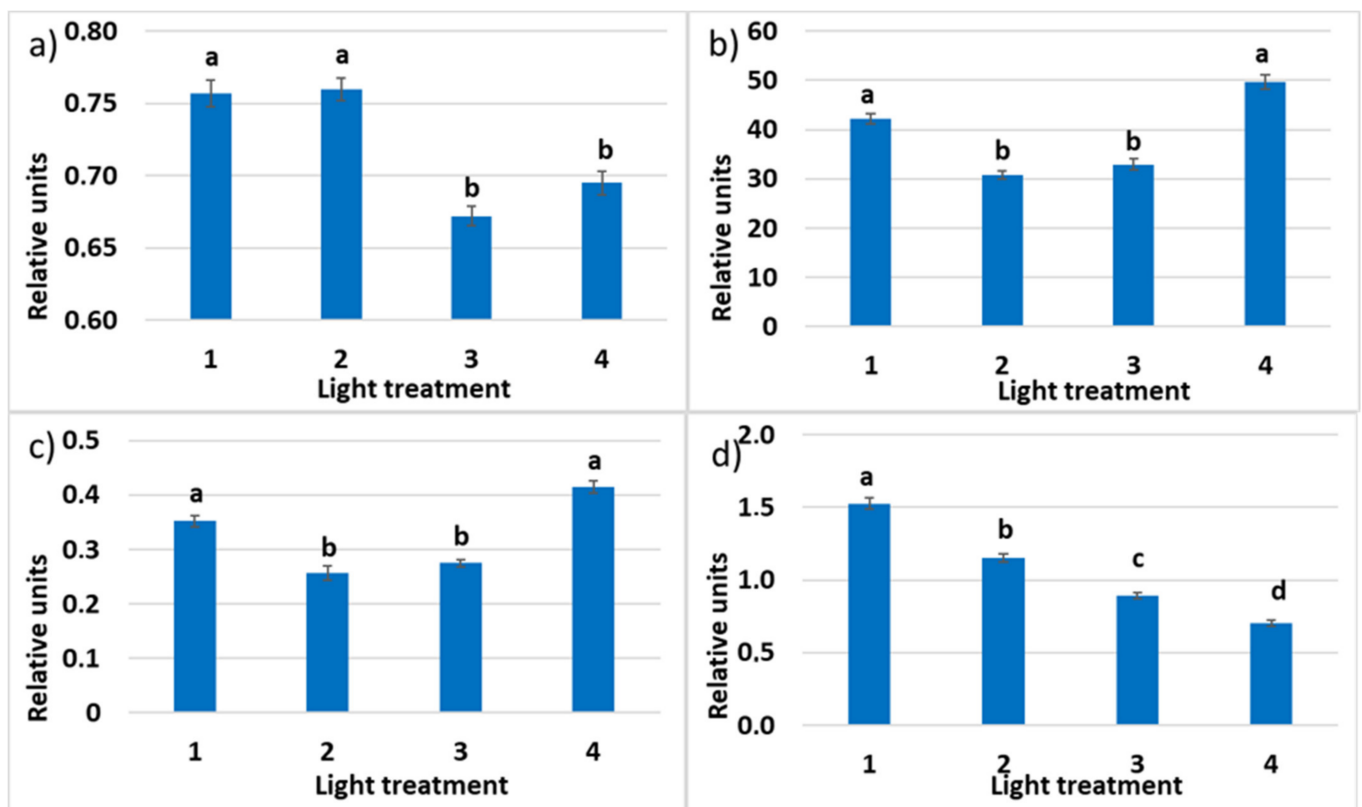 a)
Relative units
0.80
0.75
0.70
0.65
0.60
a a b b
1 2 3 4
Light treatment
b)
Relative units
60
50
40
30
20
10
0
a b b a
1 2 3 4
Light treatment
c)
Relative units
0.5
0.4
0.3
0.2
0.1
0
a b b a
1 2 3 4
Light treatment
d)
Relative units
2.0
1.5
1.0
0.5
0.0
a b c d
1 2 3 4
Light treatment